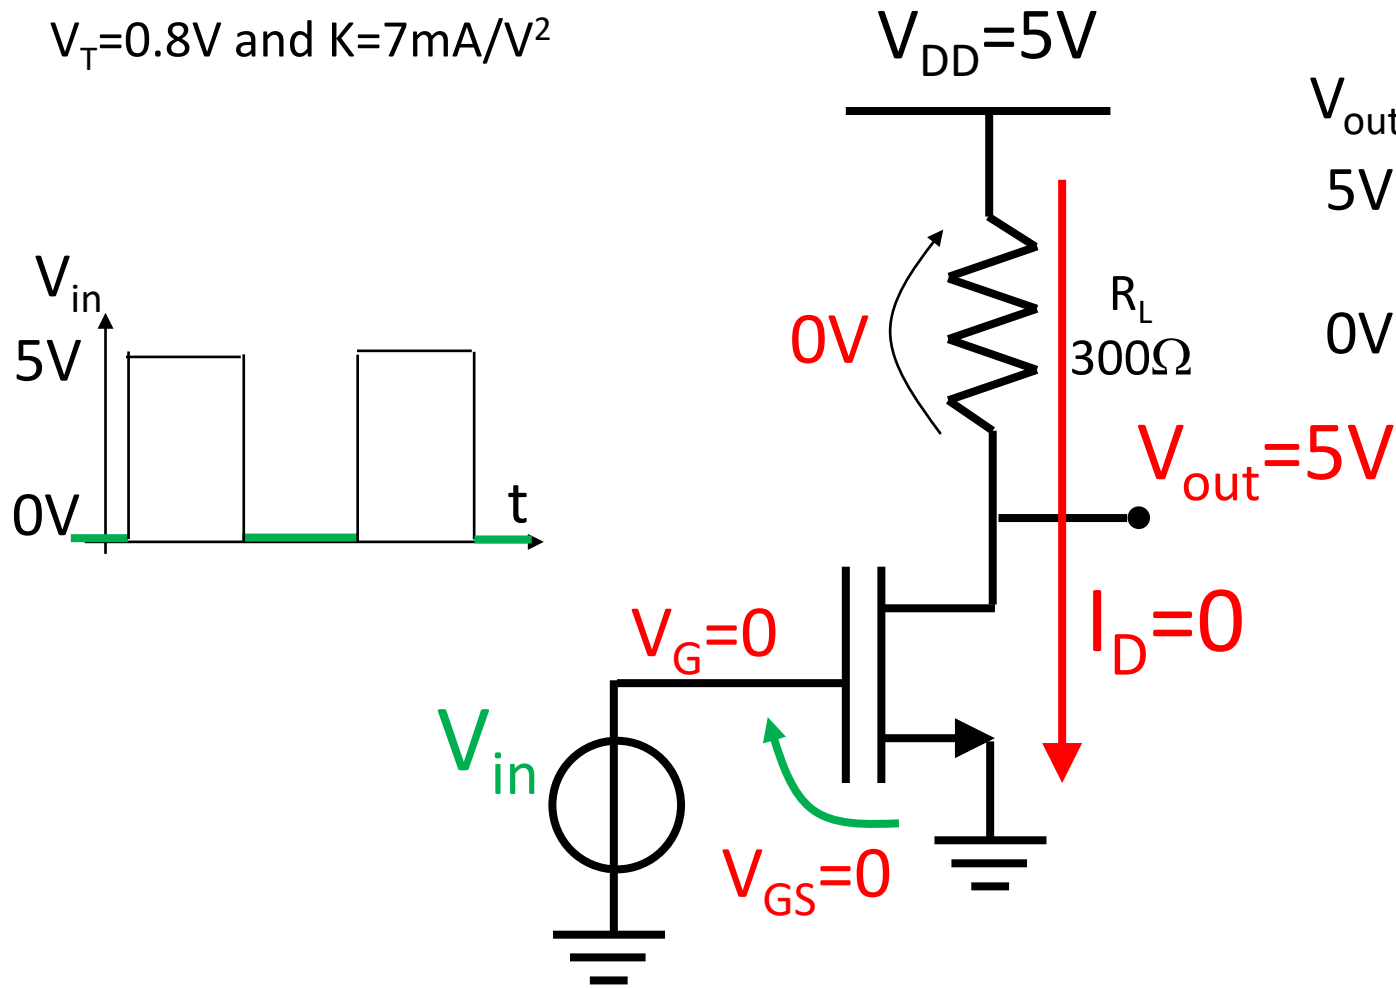 V_T=0.8V and K=7mA/V²
V_DD=5V
V_out
5V
0V
V_in
5V
0V
t
0V
R_L
300Ω
V_out=5V
I_D=0
V_G=0
V_in
V_GS=0